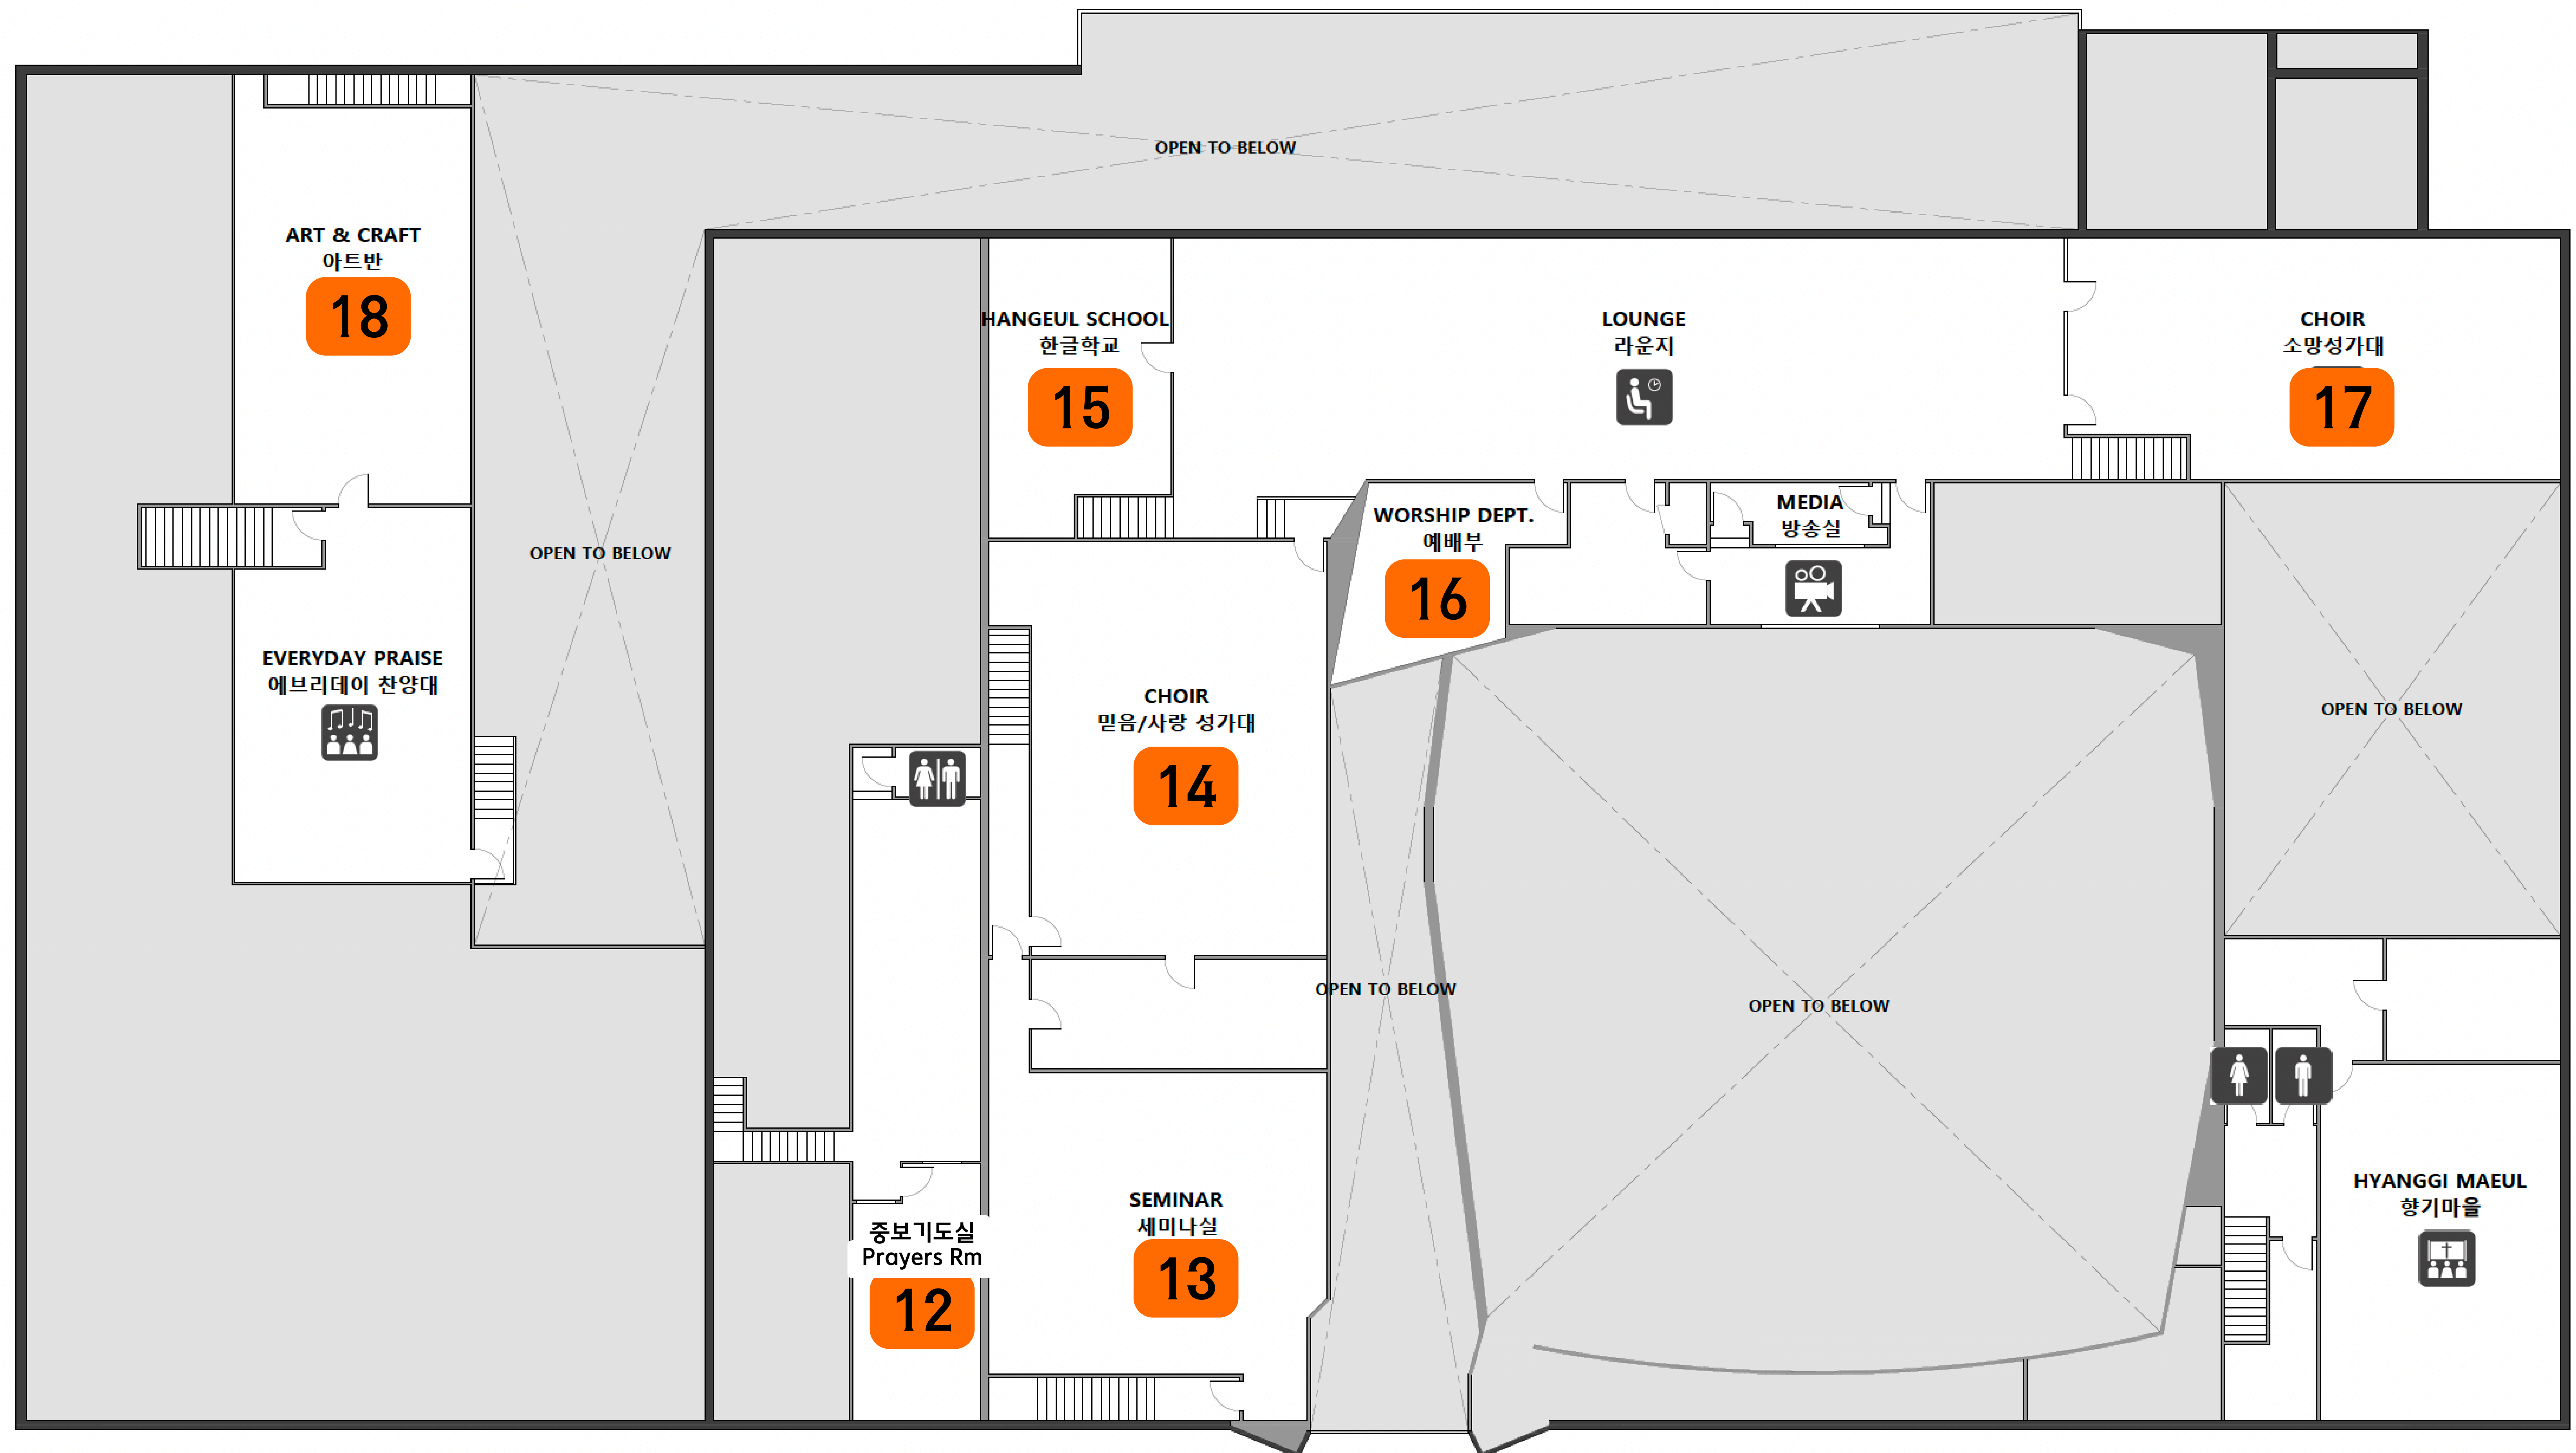 OPEN TO BELOW
ART & CRAFT
아트반
18
HANGEUL SCHOOL
한글학교
15
LOUNGE
라운지
CHOIR
소망성가대
17
WORSHIP DEPT.
예배부
16
MEDIA
방송실
OPEN TO BELOW
EVERYDAY PRAISE
에브리데이 찬양대
CHOIR
믿음/사랑 성가대
14
OPEN TO BELOW
OPEN TO BELOW
OPEN TO BELOW
SEMINAR
세미나실
13
중보기도실
Prayers Rm
12
HYANGGI MAEUL
향기마을